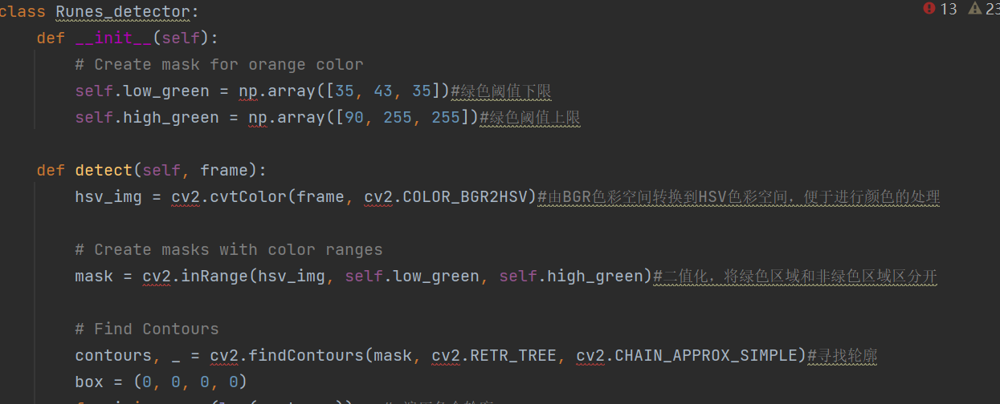 class Runes_detector:
13 23
def __init__(self):
# Create mask for orange color
self.low_green = np.array([35, 43, 35])#绿色阈值下限
self.high_green = np.array([90, 255, 255])#绿色阈值上限
def detect(self, frame):
hsv_img = cv2.cvtColor(frame, cv2.COLOR_BGR2HSV)#由BGR色彩空间转换到HSV色彩空间，便于进行颜色的处理
# Create masks with color ranges
mask = cv2.inRange(hsv_img, self.low_green, self.high_green)#二值化，将绿色区域和非绿色区域区分开
# Find Contours
contours, _ = cv2.findContours(mask, cv2.RETR_TREE, cv2.CHAIN_APPROX_SIMPLE)#寻找轮廓
box = (0, 0, 0, 0)